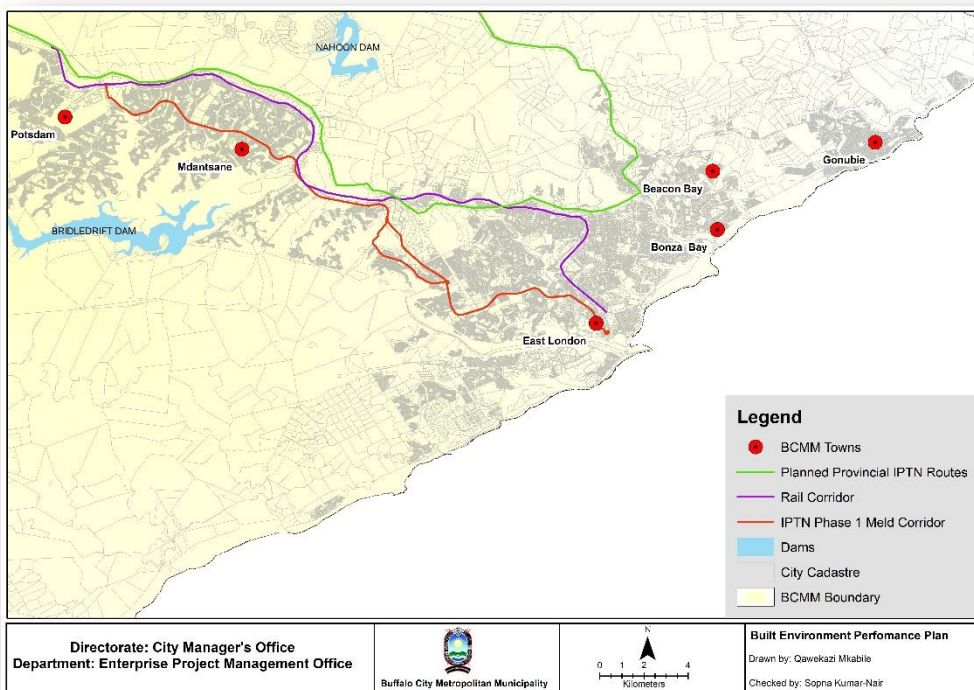 NAHOON DAM
Potsdam
Mdantsane
Gonubie
Beacon Bay
BRIDLEDRIFT DAM
Bonza Bay
East London
Legend
BCMM Towns
Planned Provincial IPTN Routes
Rail Corridor
IPTN Phase 1 Meld Corridor
Dams
City Cadastre
BCMM Boundary
Directorate: City Manager's Office
Department: Enterprise Project Management Office
Buffalo City Metropolitan Municipality
N
0 1 2 4
Kilometers
Built Environment Perfomance Plan
Drawn by: Qawekazi Mkabile
Checked by: Sopna Kumar-Nair